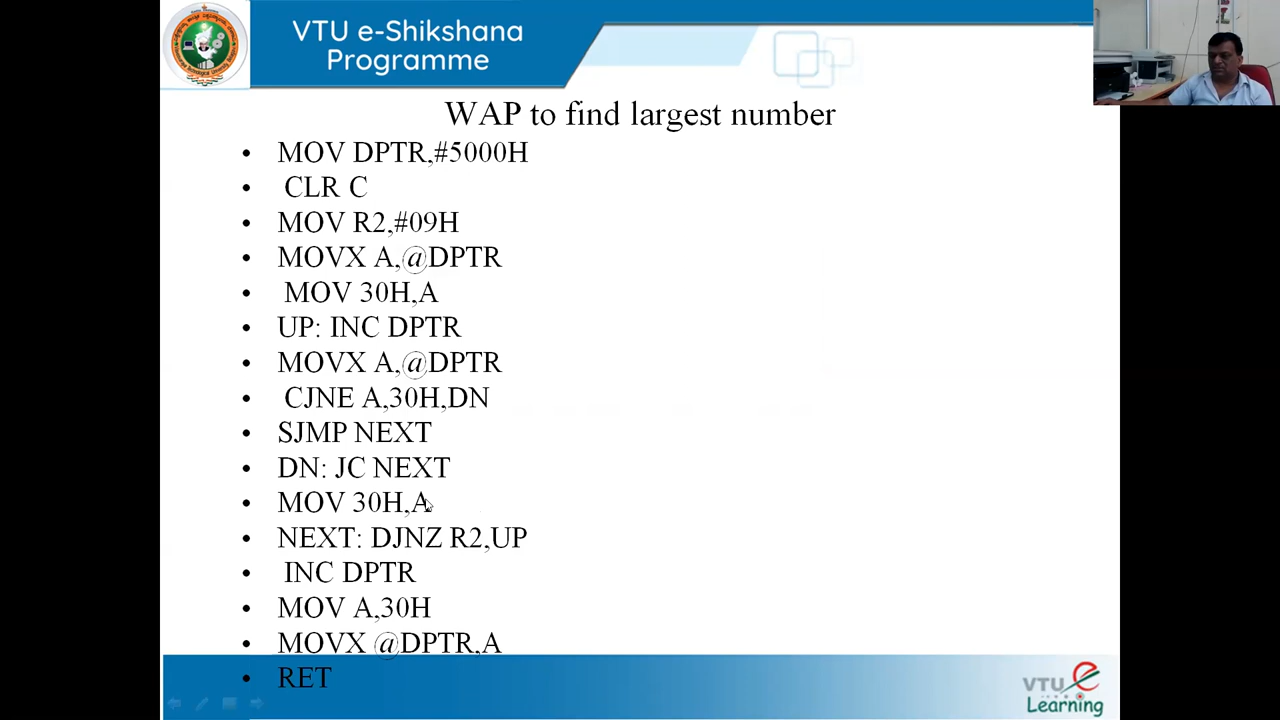 VTU e-Shikshana
Programme
WAP to find largest number
• MOV DPTR,#5000H
• CLR C
• MOV R2,#09H
• MOVX A,@DPTR
• MOV 30H,A
• UP: INC DPTR
• MOVX A,@DPTR
• CJNE A,30H,DN
• SJMP NEXT
• DN: JC NEXT
• MOV 30H,A
• NEXT: DJNZ R2,UP
• INC DPTR
• MOV A,30H
• MOVX @DPTR,A
• RET
VTU e
Learning